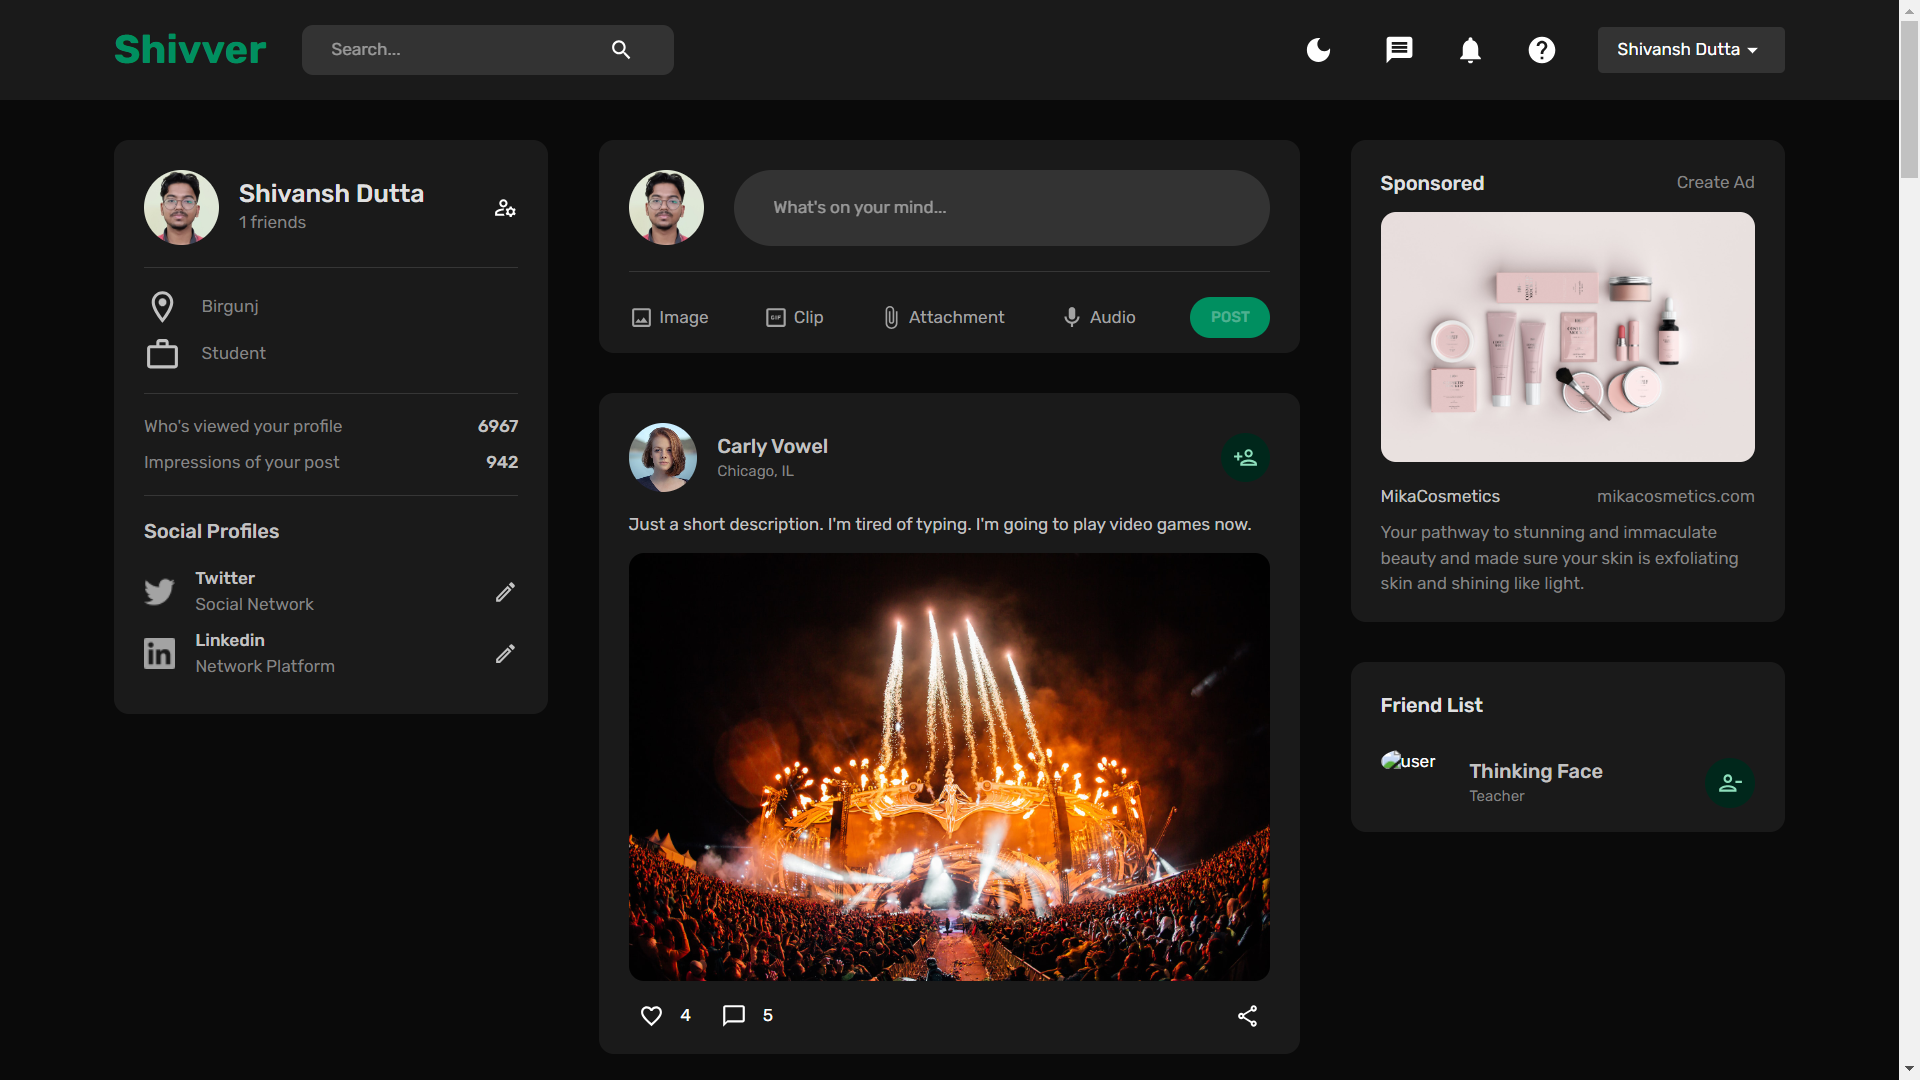 Shivver
Search...
Shivansh Dutta
Shivansh Dutta
1 friends
Birgunj
Student
Who's viewed your profile 6967
Impressions of your post 942
Social Profiles
Twitter
Social Network
Linkedin
Network Platform
What's on your mind...
Image
GIF Clip
Attachment
Audio
POST
Carly Vowel
Chicago, IL
Just a short description. I'm tired of typing. I'm going to play video games now.
4
5
Sponsored
Create Ad
MikaCosmetics
mikacosmetics.com
Your pathway to stunning and immaculate
beauty and made sure your skin is exfoliating
skin and shining like light.
Friend List
user
Thinking Face
Teacher